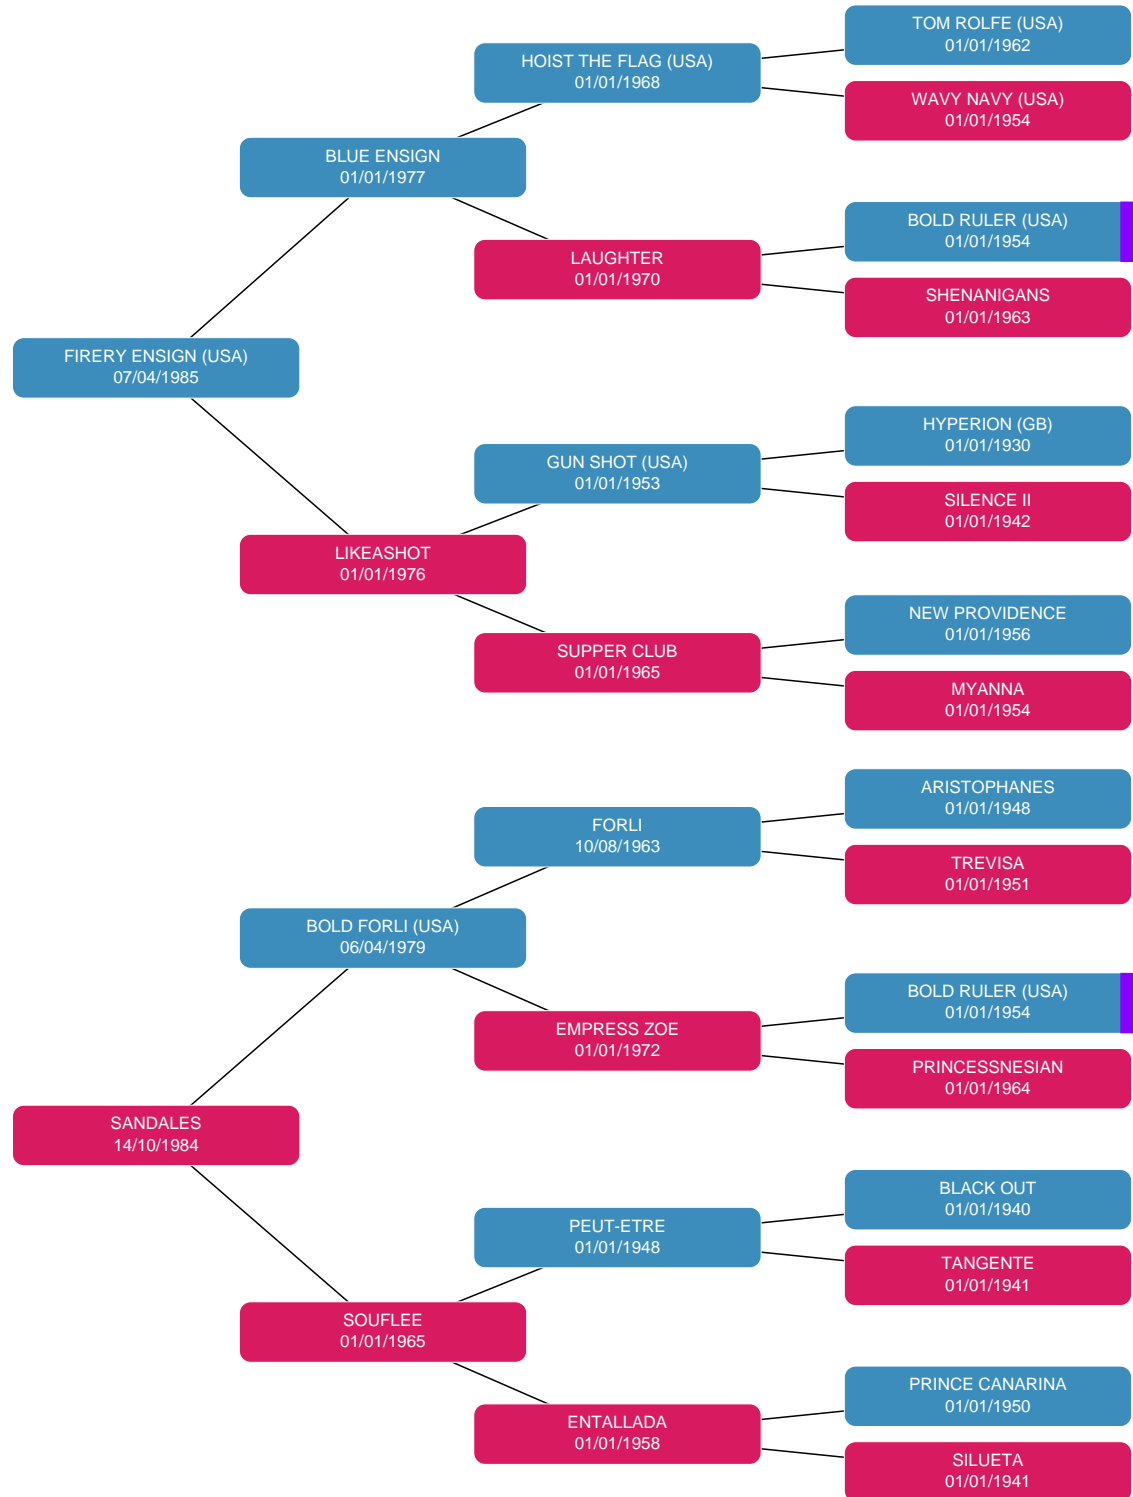 TOM ROLFE (USA)
01/01/1962
HOIST THE FLAG (USA)
01/01/1968
WAVY NAVY (USA)
01/01/1954
BLUE ENSIGN
01/01/1977
BOLD RULER (USA)
01/01/1954
LAUGHTER
01/01/1970
SHENANIGANS
01/01/1963
FIRERY ENSIGN (USA)
07/04/1985
HYPERION (GB)
01/01/1930
GUN SHOT (USA)
01/01/1953
SILENCE II
01/01/1942
LIKEASHOT
01/01/1976
NEW PROVIDENCE
01/01/1956
SUPPER CLUB
01/01/1965
MYANNA
01/01/1954
ARISTOPHANES
01/01/1948
FORLI
10/08/1963
TREVISA
01/01/1951
BOLD FORLI (USA)
06/04/1979
BOLD RULER (USA)
01/01/1954
EMPRESS ZOE
01/01/1972
PRINCESSNESIAN
01/01/1964
SANDALES
14/10/1984
BLACK OUT
01/01/1940
PEUT-ETRE
01/01/1948
TANGENTE
01/01/1941
SOUFLEE
01/01/1965
PRINCE CANARINA
01/01/1950
ENTALLADA
01/01/1958
SILUETA
01/01/1941